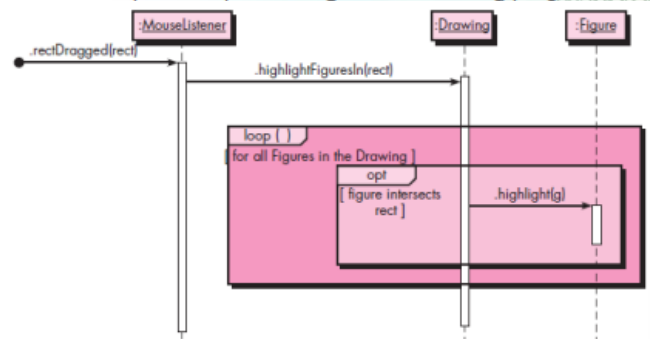 :MouseListener
:Drawing
:Figure
.rectDragged(rect)
.highlightFiguresIn(rect)
loop ( )
[ for all Figures in the Drawing ]
opt
[ figure intersects
rect ]
.highlight(g)